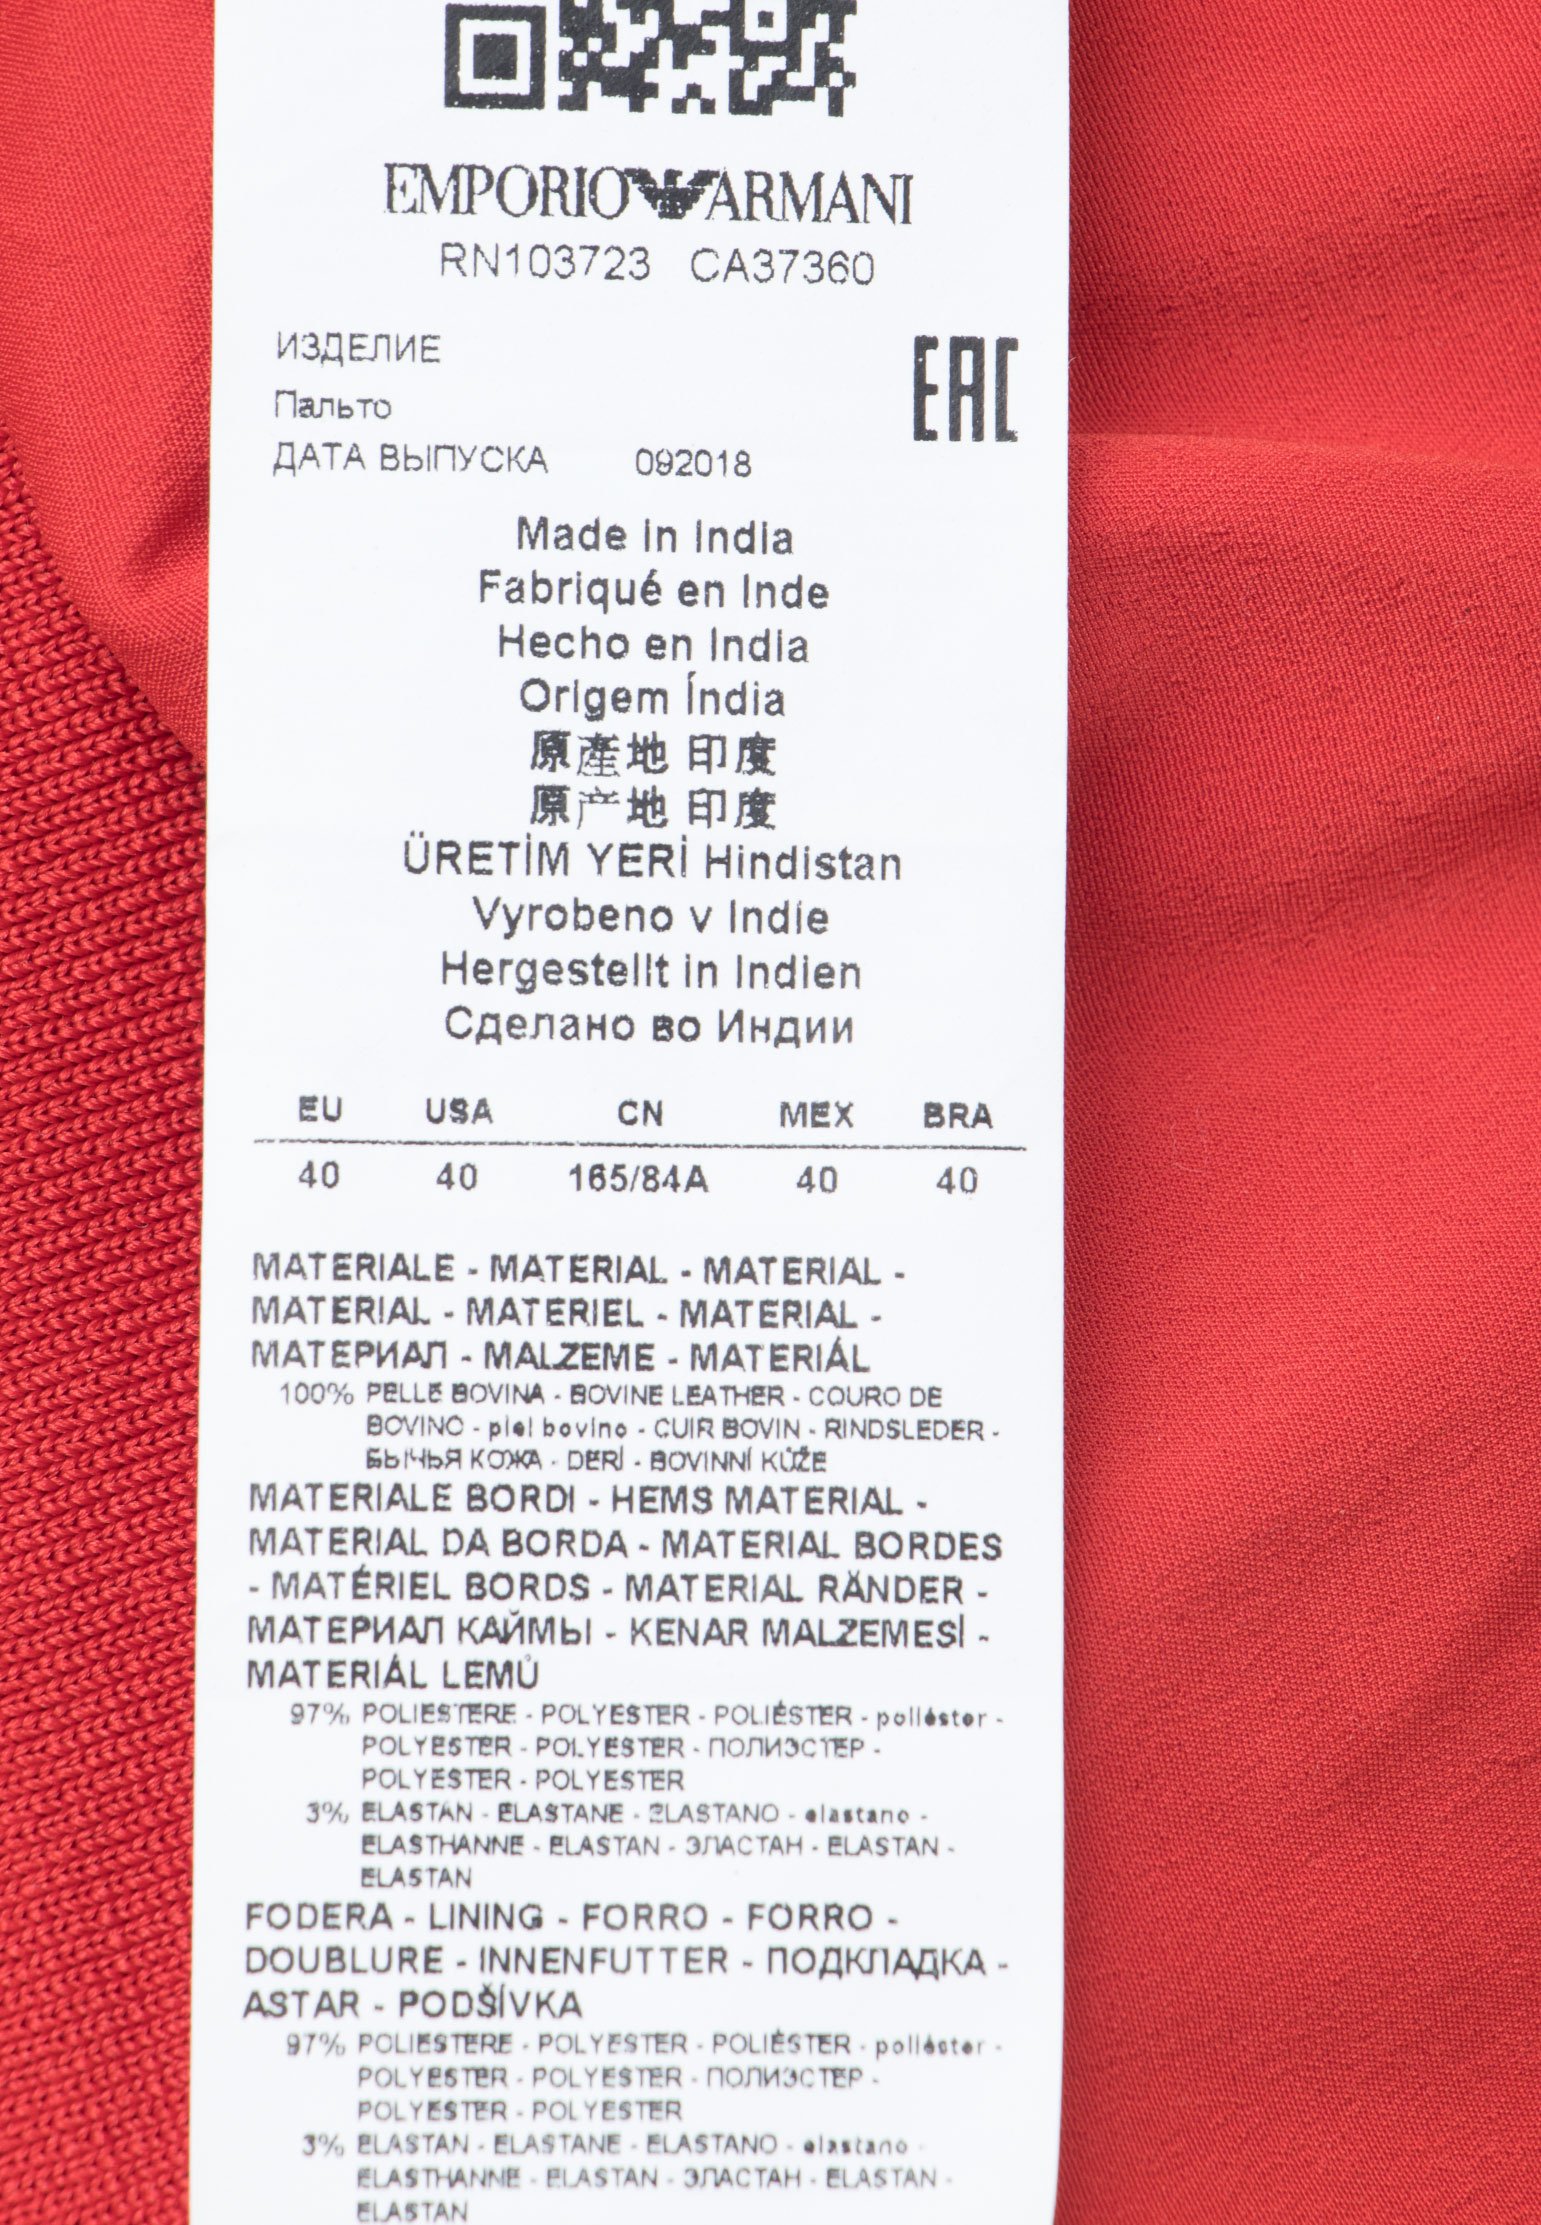 EMPORIO ARMANI
RN103723 CA37360
ИЗДЕЛИЕ
EAC
Пальто
ДАТА ВЫПУСКА 092018
Made in India
Fabriqué en Inde
Hecho en India
Origem Índia
原產地 印度
原产地 印度
ÜRETİM YERİ Hindistan
Vyrobeno v Indie
Hergestellt in Indien
Сделано во Индии
EU USA CN MEX BRA
40 40 165/84A 40 40
MATERIALE - MATERIAL - MATERIAL -
MATERIAL - MATERIEL - MATERIAL -
МАТЕРИАЛ - MALZEME - MATERIÁL
100% PELLE BOVINA - BOVINE LEATHER - COURO DE
BOVINO - piel bovino - CUIR BOVIN - RINDSLEDER -
БЫЧЬЯ КОЖА - DERİ - BOVINNÍ KŮŽE
MATERIALE BORDI - HEMS MATERIAL -
MATERIAL DA BORDA - MATERIAL BORDES
- MATÉRIEL BORDS - MATERIAL RÄNDER -
МАТЕРИАЛ КАЙМЫ - KENAR MALZEMESİ -
MATERIÁL LEMŮ
97% POLIESTERE - POLYESTER - POLIÉSTER - poliéster -
POLYESTER - POLYESTER - ПОЛИЭСТЕР -
POLYESTER - POLYESTER
3% ELASTAN - ELASTANE - ELASTANO - elastano -
ELASTHANNE - ELASTAN - ЭЛАСТАН - ELASTAN -
ELASTAN
FODERA - LINING - FORRO - FORRO -
DOUBLURE - INNENFUTTER - ПОДКЛАДКА -
ASTAR - PODŠÍVKA
97% POLIESTERE - POLYESTER - POLIÉSTER - poliéster -
POLYESTER - POLYESTER - ПОЛИЭСТЕР -
POLYESTER - POLYESTER
3% ELASTAN - ELASTANE - ELASTANO - elastano -
ELASTHANNE - ELASTAN - ЭЛАСТАН - ELASTAN -
ELASTAN